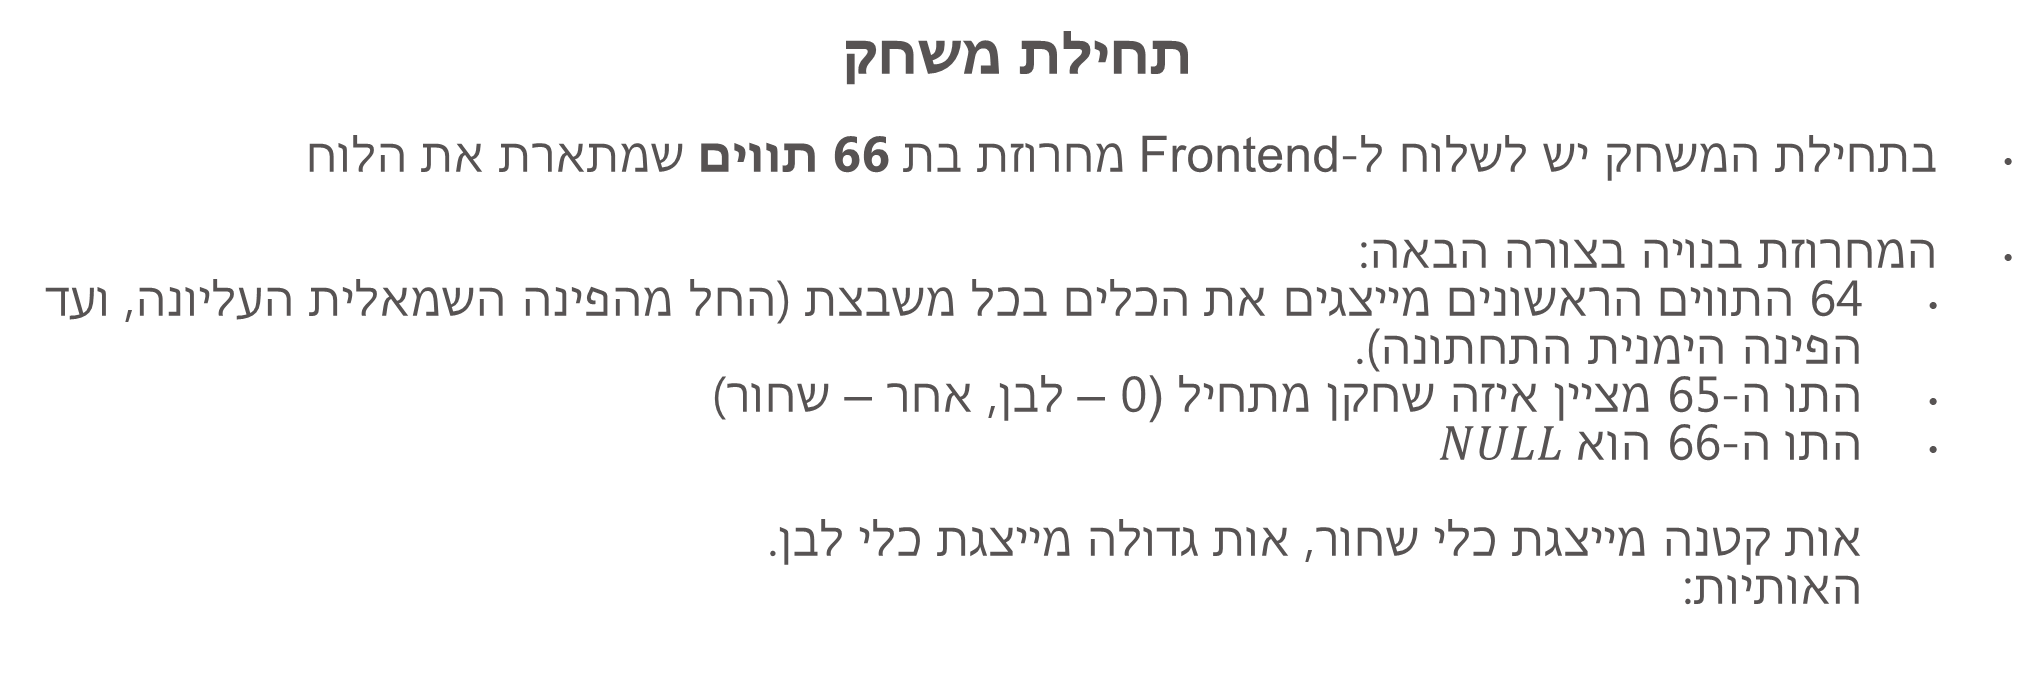 תחילת משחק
• בתחילת המשחק יש לשלוח ל-Frontend מחרוזת בת 66 תווים שמתארת את הלוח
• המחרוזת בנויה בצורה הבאה:
• 64 התווים הראשונים מייצגים את הכלים בכל משבצת (החל מהפינה השמאלית העליונה, ועד
הפינה הימנית התחתונה).
• התו ה-65 מציין איזה שחקן מתחיל (0 – לבן, אחר – שחור)
• התו ה-66 הוא NULL
אות קטנה מייצגת כלי שחור, אות גדולה מייצגת כלי לבן.
האותיות: